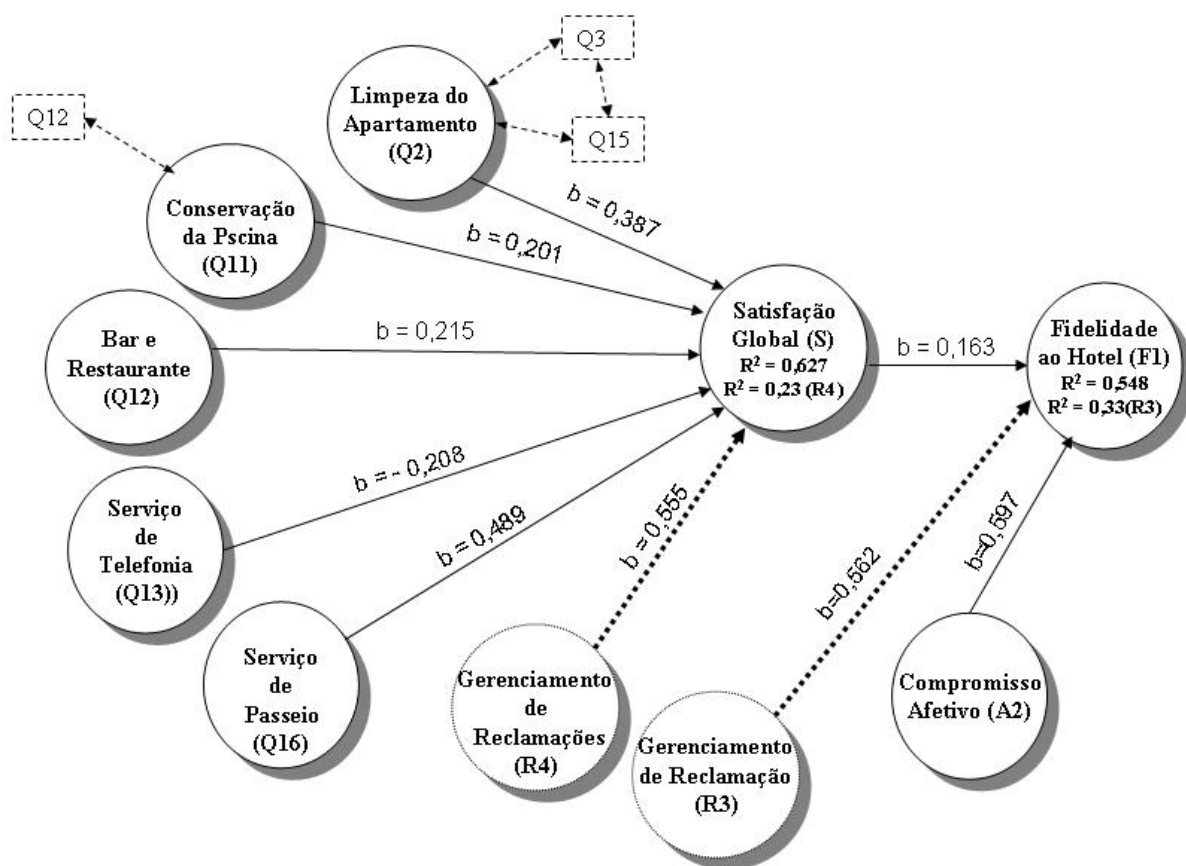 Q3
Q12
Q15
Limpeza do
Apartamento
(Q2)
b = 0,387
Conservação
da Pscina
(Q11)
b = 0,201
Bar e
Restaurante
(Q12)
b = 0,215
Satisfação
Global (S)
R² = 0,627
R² = 0,23 (R4)
b = 0,163
Fidelidade
ao Hotel (F1)
R² = 0,548
R² = 0,33(R3)
Serviço
de
Telefonia
(Q13))
b = - 0,208
Serviço
de
Passeio
(Q16)
b = 0,489
Gerenciamento
de
Reclamações
(R4)
b = 0,555
Gerenciamento
de Reclamação
(R3)
b=0,562
Compromisso
Afetivo (A2)
b=0,597